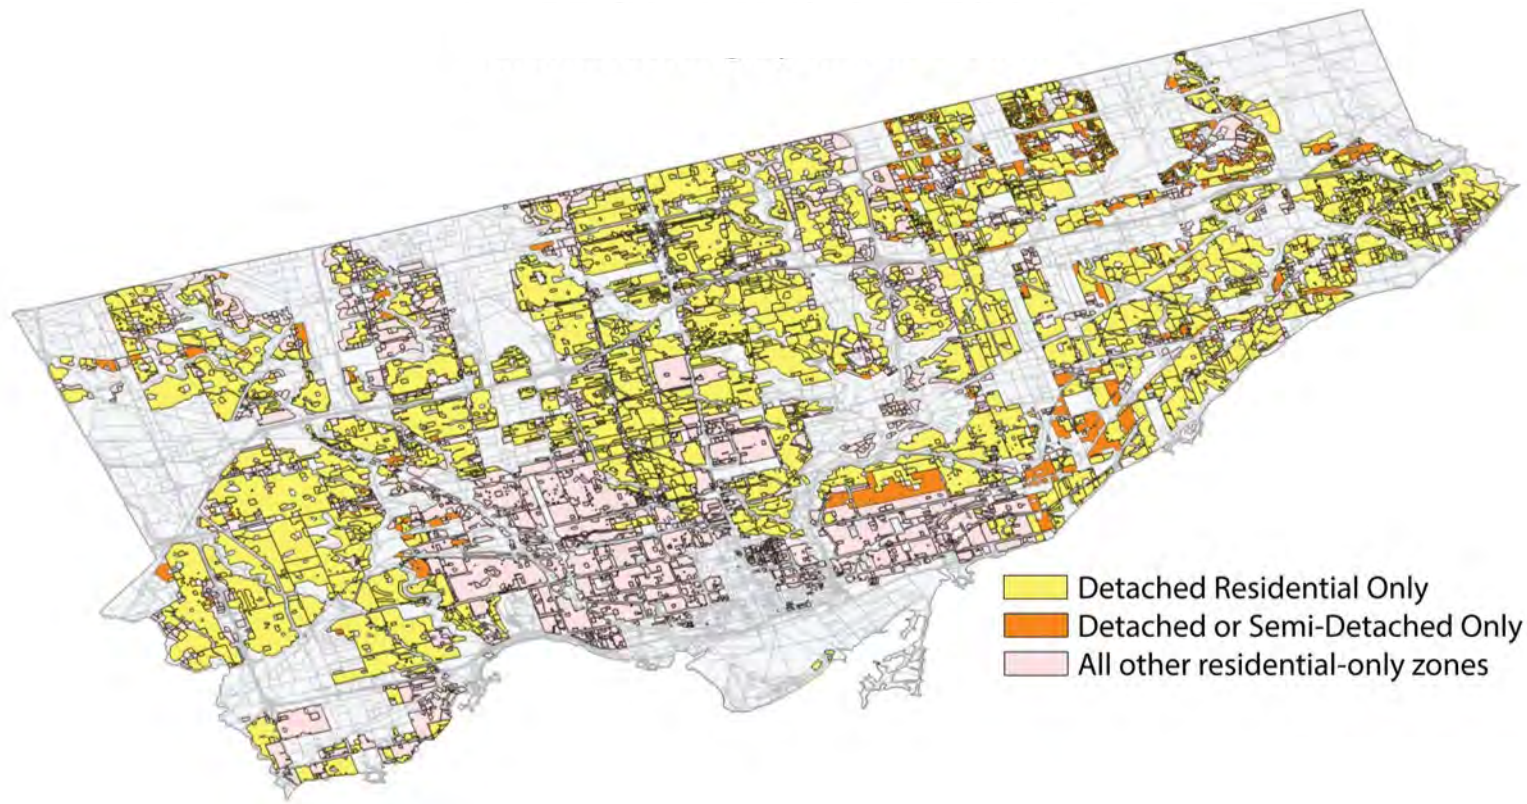 Detached Residential Only
Detached or Semi-Detached Only
All other residential-only zones